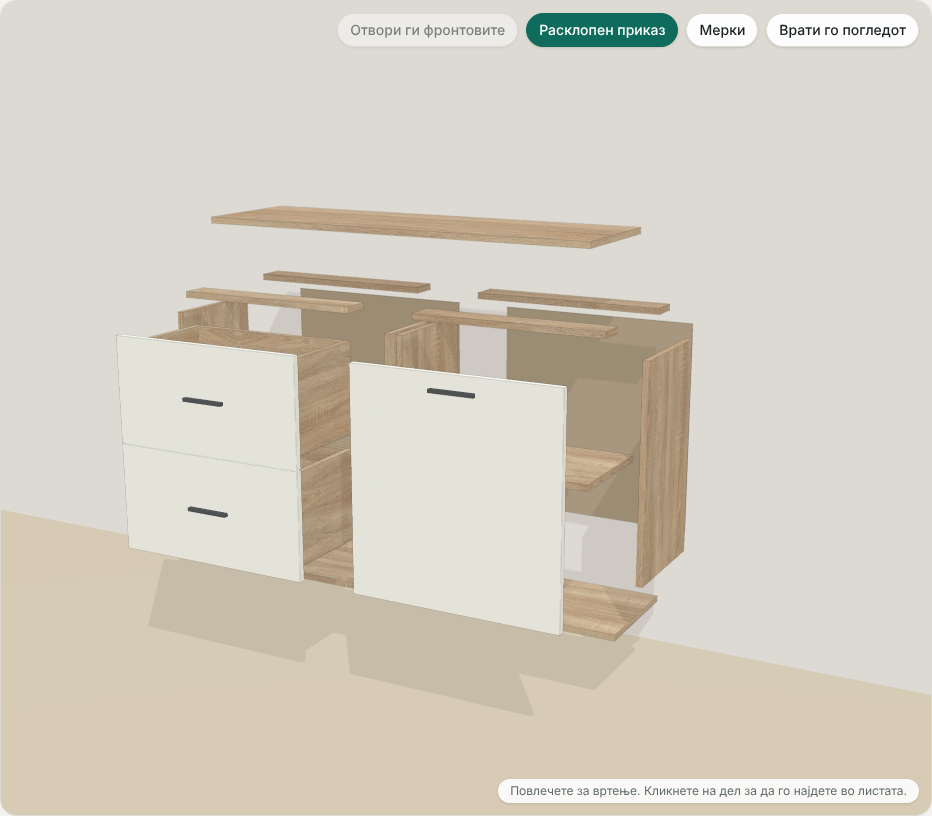 Отвори ги фронтовите
Расклопен приказ
Мерки
Врати го погледот
Повлечете за вртење. Кликнете на дел за да го најдете во листата.